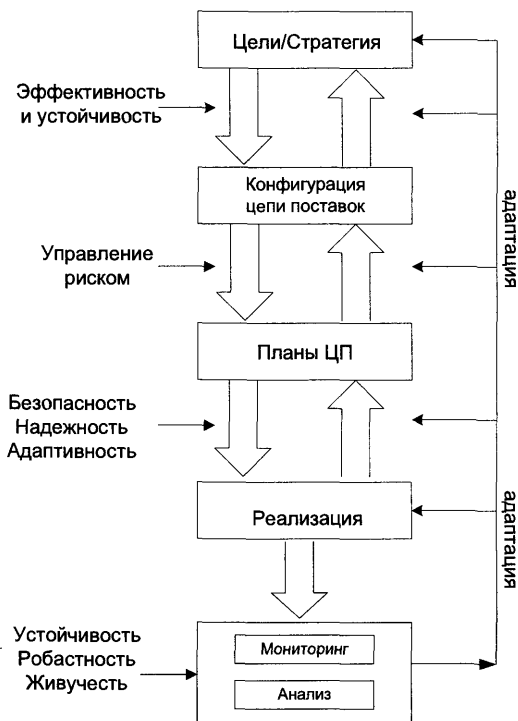 Цели/Стратегия
Эффективность
и устойчивость
Конфигурация
цепи поставок
адаптация
Управление
риском
Планы ЦП
Безопасность
Надежность
Адаптивность
Реализация
адаптация
Устойчивость
Робастность
Живучесть
Мониторинг
Анализ